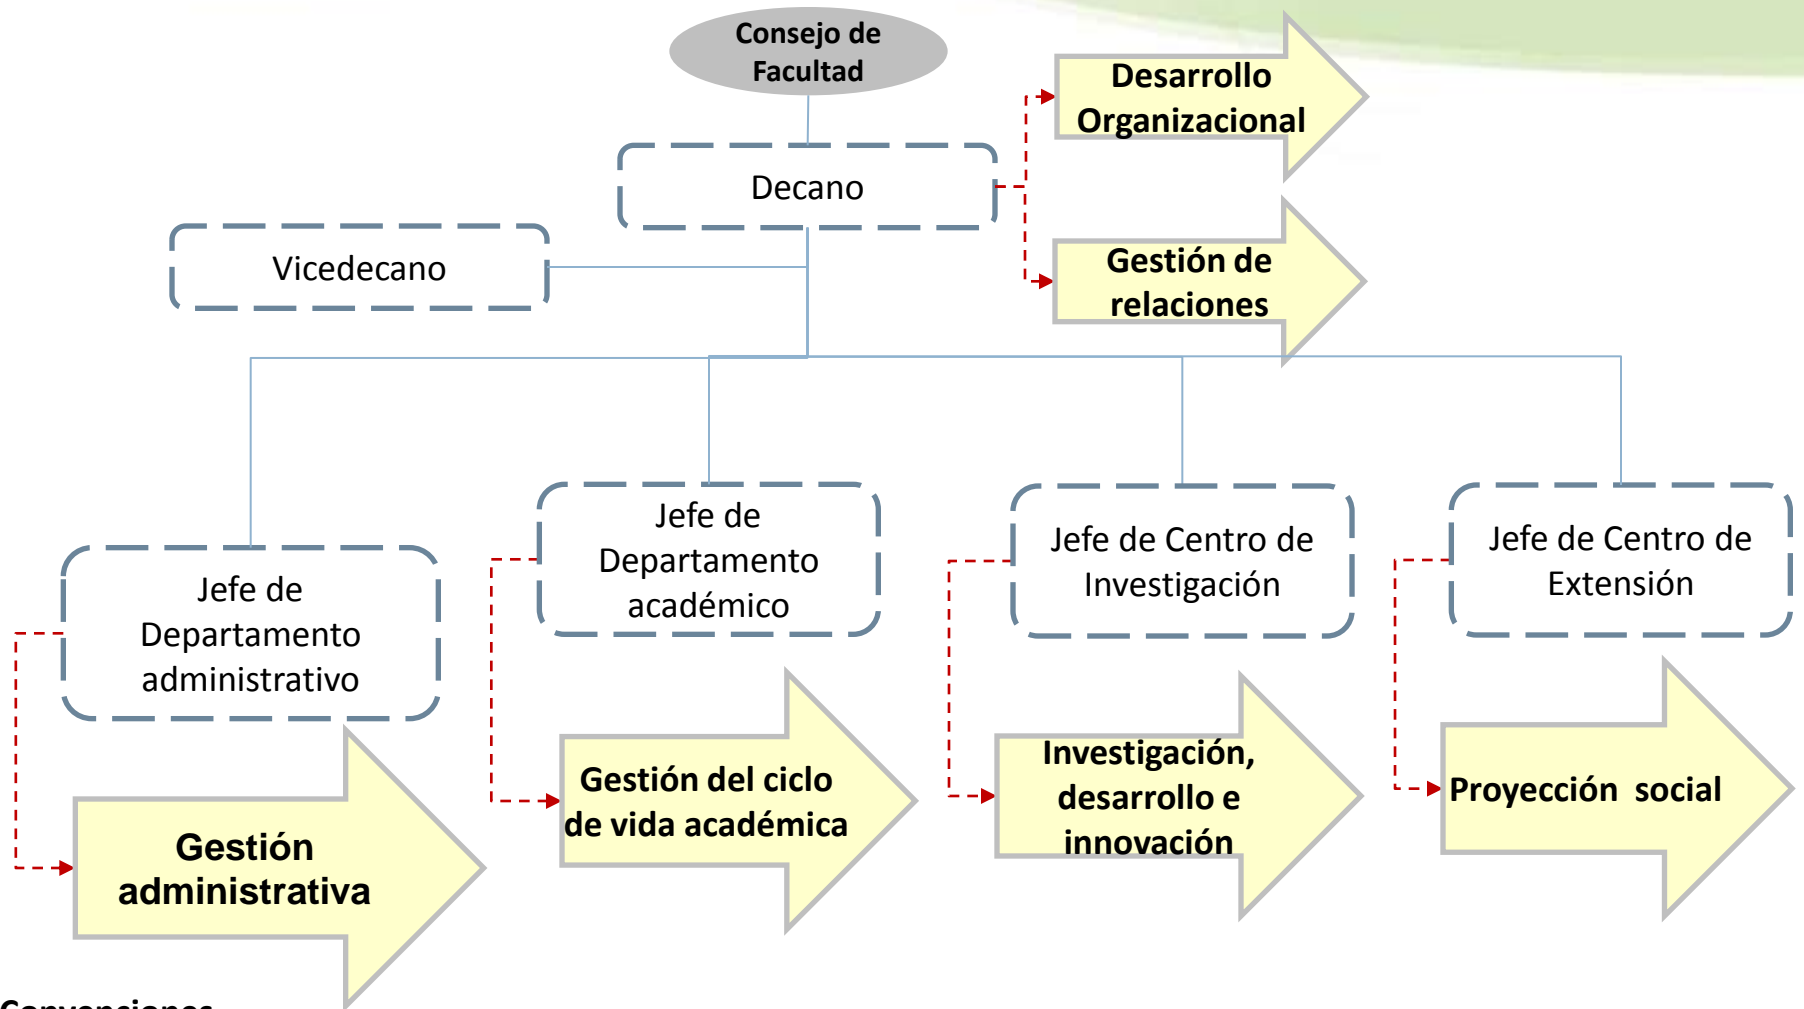 Consejo de
Facultad
Desarrollo
Organizacional
Decano
Vicedecano
Gestión de
relaciones
Jefe de
Departamento
administrativo
Jefe de
Departamento
académico
Jefe de Centro de
Investigación
Jefe de Centro de
Extensión
Gestión
administrativa
Gestión del ciclo
de vida académica
Investigación,
desarrollo e
innovación
Proyección social
Convenciones